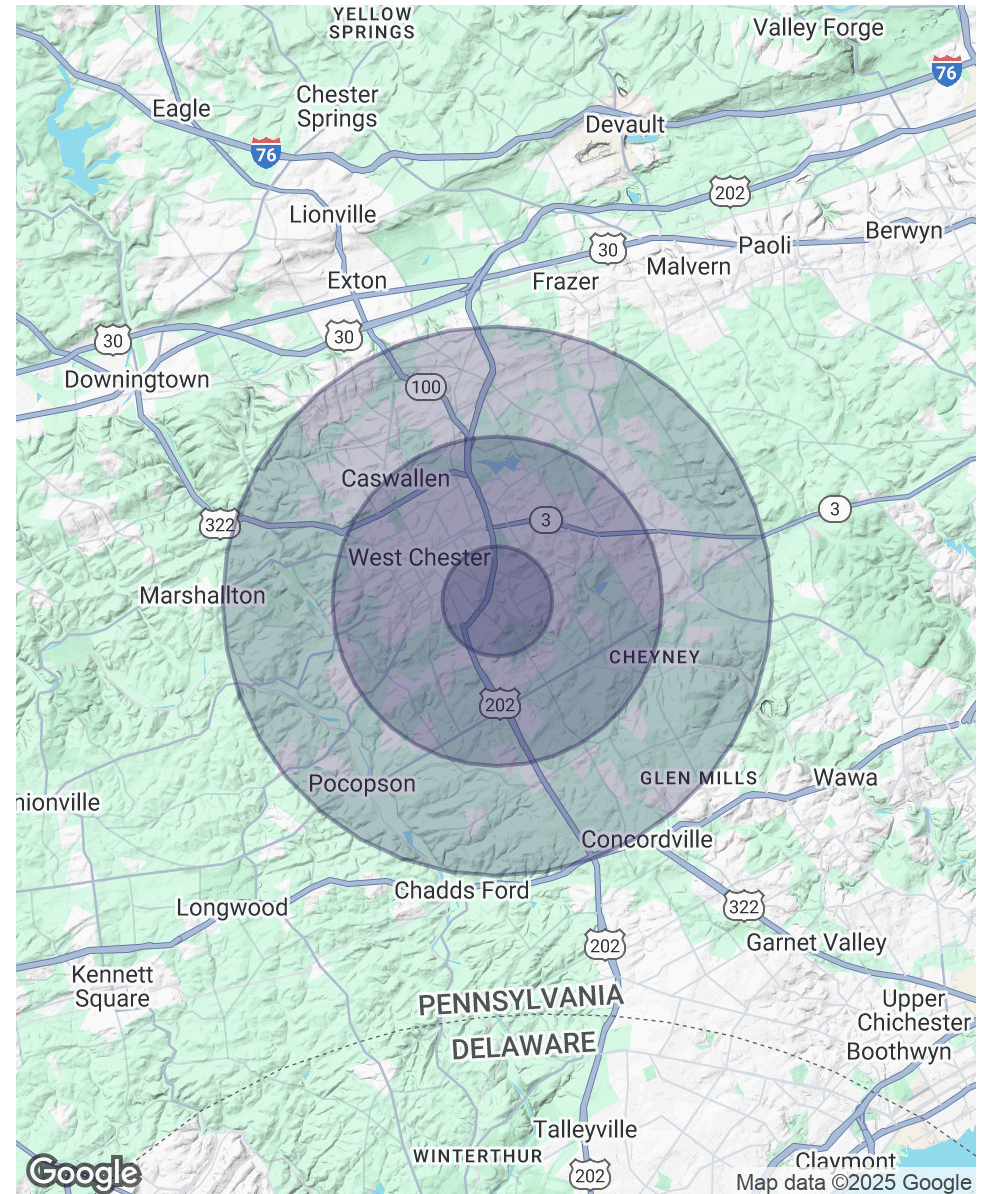 YELLOW
SPRINGS
Valley Forge
76
Eagle
Chester
Springs
Devault
76
202
Lionville
Berwyn
30
Paoli
Malvern
Exton
Frazer
30
30
Downingtown
100
Caswallen
322
3
3
West Chester
Marshallton
CHEYNEY
202
Pocopson
GLEN MILLS
Wawa
nionville
Concordville
Chadds Ford
Longwood
322
202
Garnet Valley
Kennett
Square
PENNSYLVANIA
Upper
Chichester
DELAWARE
Boothwyn
Talleyville
WINTERTHUR
Claymont
202
Google
Map data ©2025 Google